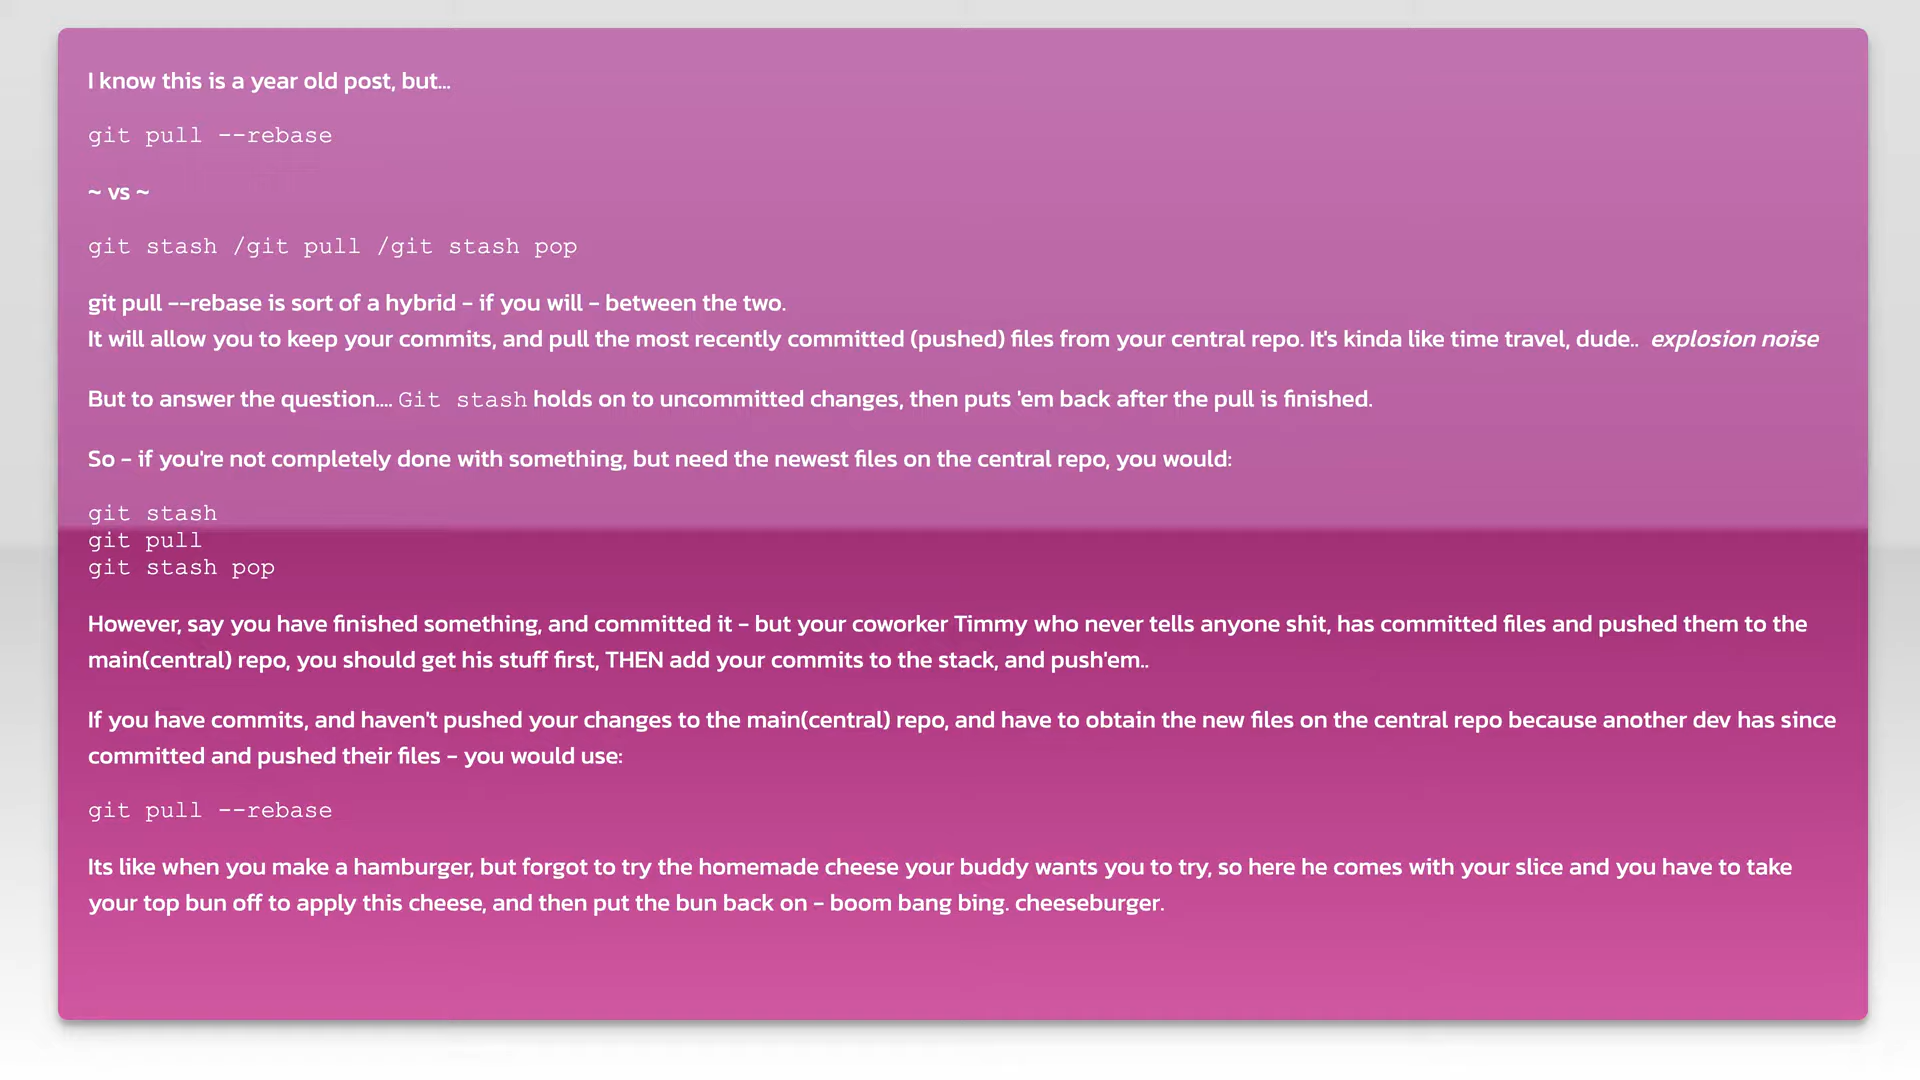 I know this is a year old post, but...
git pull --rebase
~ vs ~
git stash /git pull /git stash pop
git pull --rebase is sort of a hybrid - if you will - between the two.
It will allow you to keep your commits, and pull the most recently committed (pushed) files from your central repo. It's kinda like time travel, dude.. explosion noise
But to answer the question.... Git stash holds on to uncommitted changes, then puts 'em back after the pull is finished.
So - if you're not completely done with something, but need the newest files on the central repo, you would:
git stash
git pull
git stash pop
However, say you have finished something, and committed it - but your coworker Timmy who never tells anyone shit, has committed files and pushed them to the
main(central) repo, you should get his stuff first, THEN add your commits to the stack, and push'em..
If you have commits, and haven't pushed your changes to the main(central) repo, and have to obtain the new files on the central repo because another dev has since
committed and pushed their files - you would use:
git pull --rebase
Its like when you make a hamburger, but forgot to try the homemade cheese your buddy wants you to try, so here he comes with your slice and you have to take
your top bun off to apply this cheese, and then put the bun back on - boom bang bing. cheeseburger.